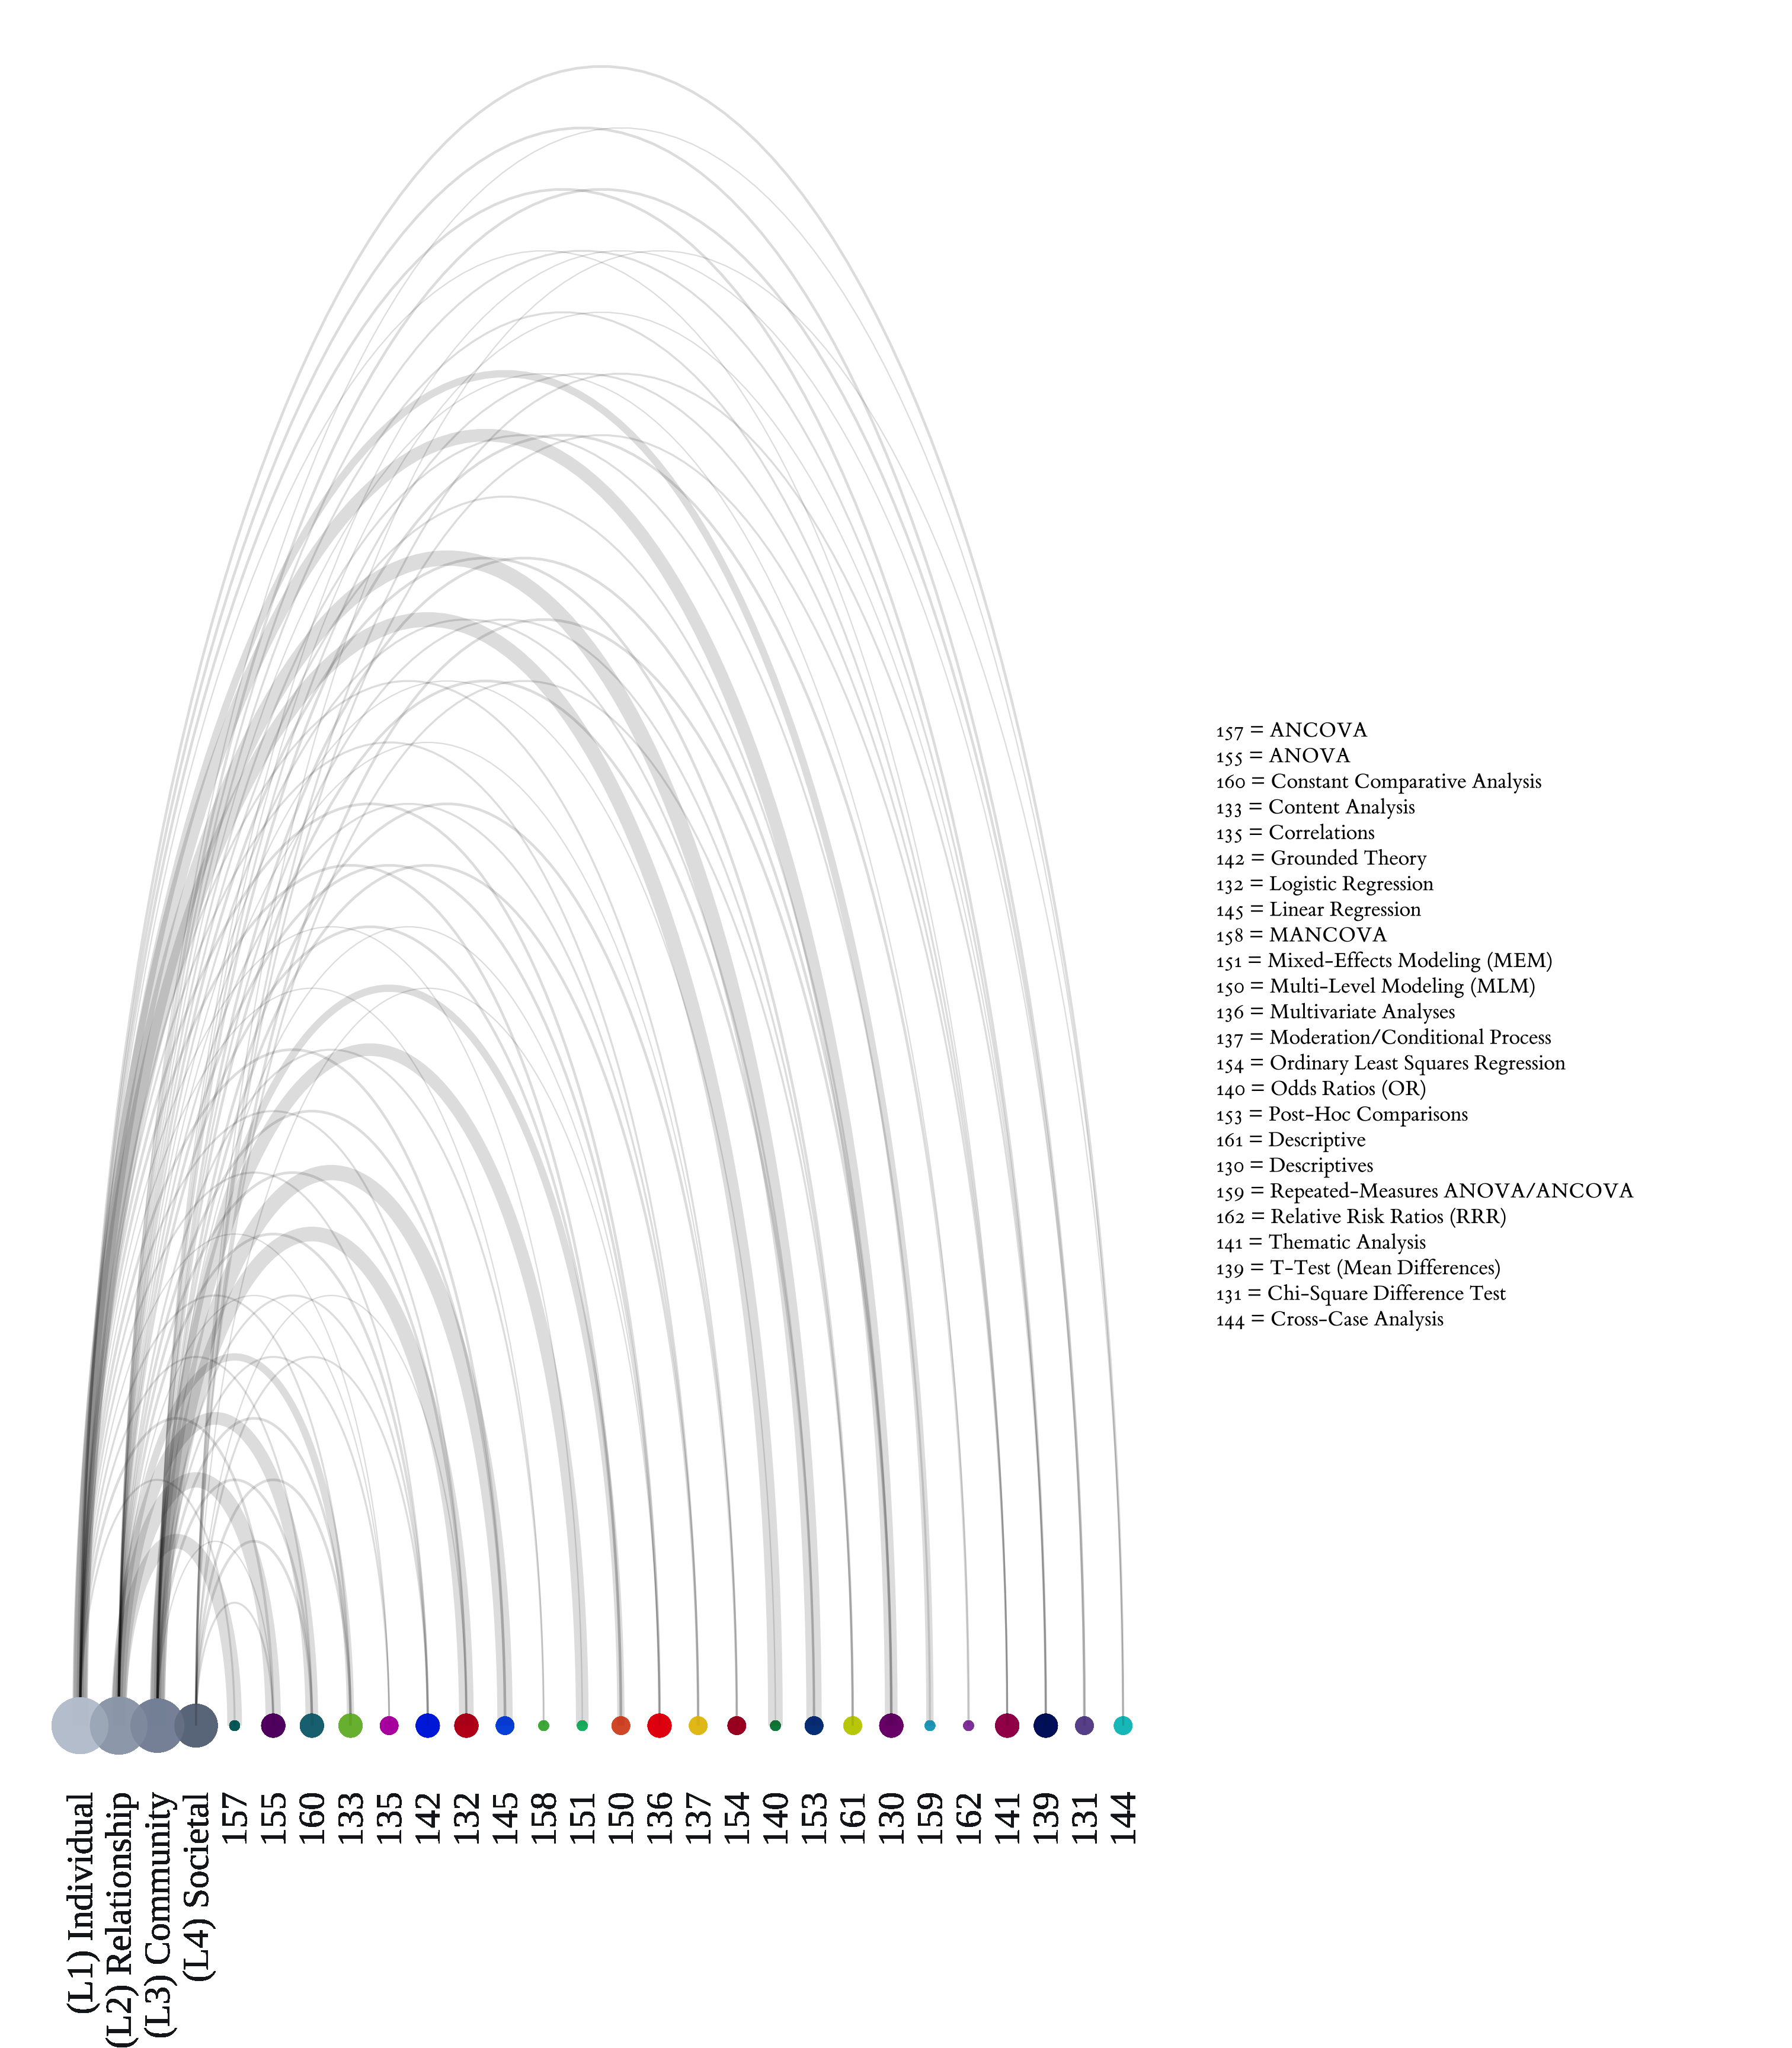 157 = ANCOVA
155 = ANOVA
160 = Constant Comparative Analysis
133 = Content Analysis
135 = Correlations
142 = Grounded Theory
132 = Logistic Regression
145 = Linear Regression
158 = MANCOVA
151 = Mixed-Effects Modeling (MEM)
150 = Multi-Level Modeling (MLM)
136 = Multivariate Analyses
137 = Moderation/Conditional Process
154 = Ordinary Least Squares Regression
140 = Odds Ratios (OR)
153 = Post-Hoc Comparisons
161 = Descriptive
130 = Descriptives
159 = Repeated-Measures ANOVA/ANCOVA
162 = Relative Risk Ratios (RRR)
141 = Thematic Analysis
139 = T-Test (Mean Differences)
131 = Chi-Square Difference Test
144 = Cross-Case Analysis
(L1) Individual
(L2) Relationship
(L3) Community
(L4) Societal
157
155
160
133
135
142
132
145
158
151
150
136
137
154
140
153
161
130
159
162
141
139
131
144